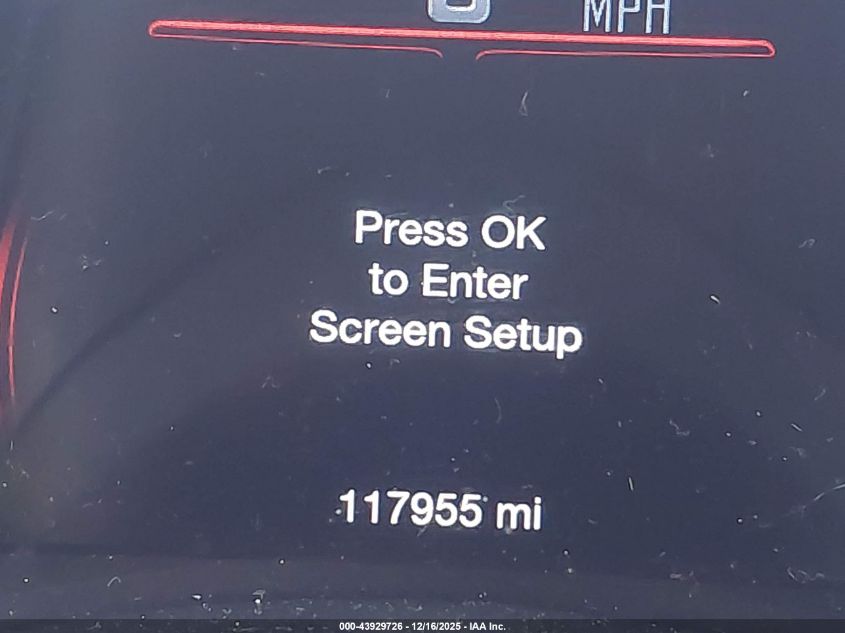 MPH
Press OK
to Enter
Screen Setup
117955 mi
000-43929726 - 12/16/2025 - IAA Inc.